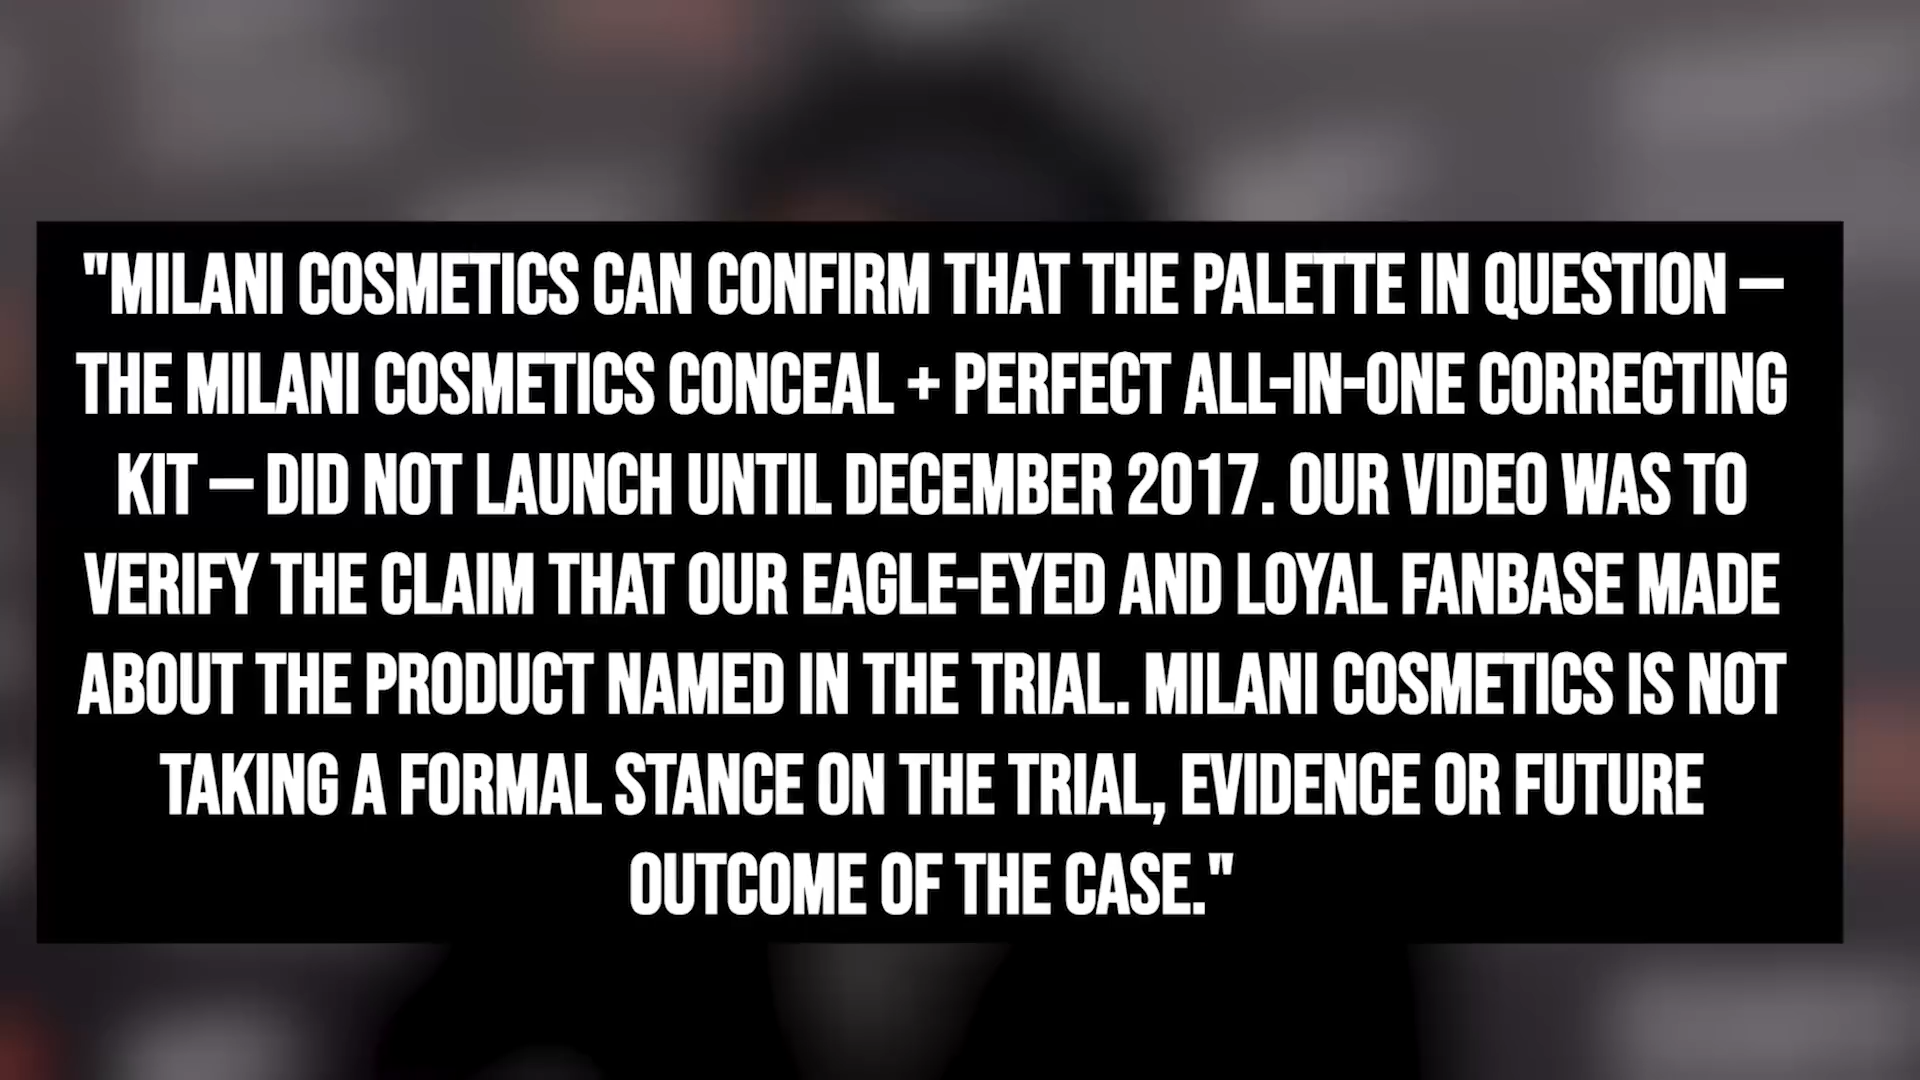 "MILANI COSMETICS CAN CONFIRM THAT THE PALETTE IN QUESTION —
THE MILANI COSMETICS CONCEAL + PERFECT ALL-IN-ONE CORRECTING
KIT — DID NOT LAUNCH UNTIL DECEMBER 2017. OUR VIDEO WAS TO
VERIFY THE CLAIM THAT OUR EAGLE-EYED AND LOYAL FANBASE MADE
ABOUT THE PRODUCT NAMED IN THE TRIAL. MILANI COSMETICS IS NOT
TAKING A FORMAL STANCE ON THE TRIAL, EVIDENCE OR FUTURE
OUTCOME OF THE CASE."